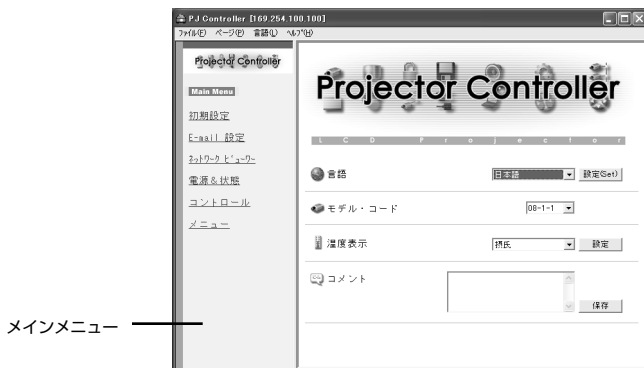 PJ Controller [169.254.100.100]
ファイル(F) ページ(P) 言語(L) ヘルプ(H)
Projector Controller
Main Menu
初期設定
E-mail 設定
ネットワーク ビューワー
電源&状態
コントロール
メニュー
Projector Controller
LCD Projector
言語 日本語 設定(Set)
モデル・コード 08-1-1
温度表示 摂氏 設定
コメント
保存
メインメニュー